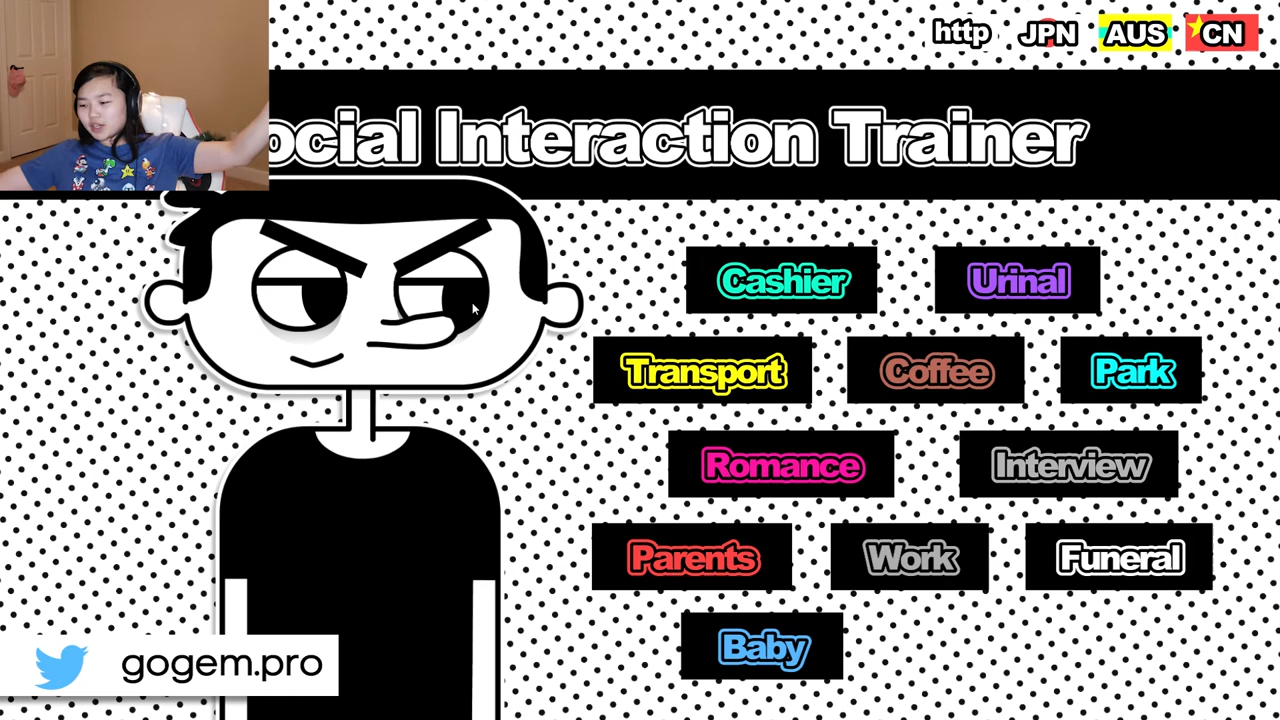 http JPN AUS CN
ocial Interaction Trainer
Cashier Urinal
Transport Coffee Park
Romance Interview
Parents Work Funeral
Baby
gogem.pro